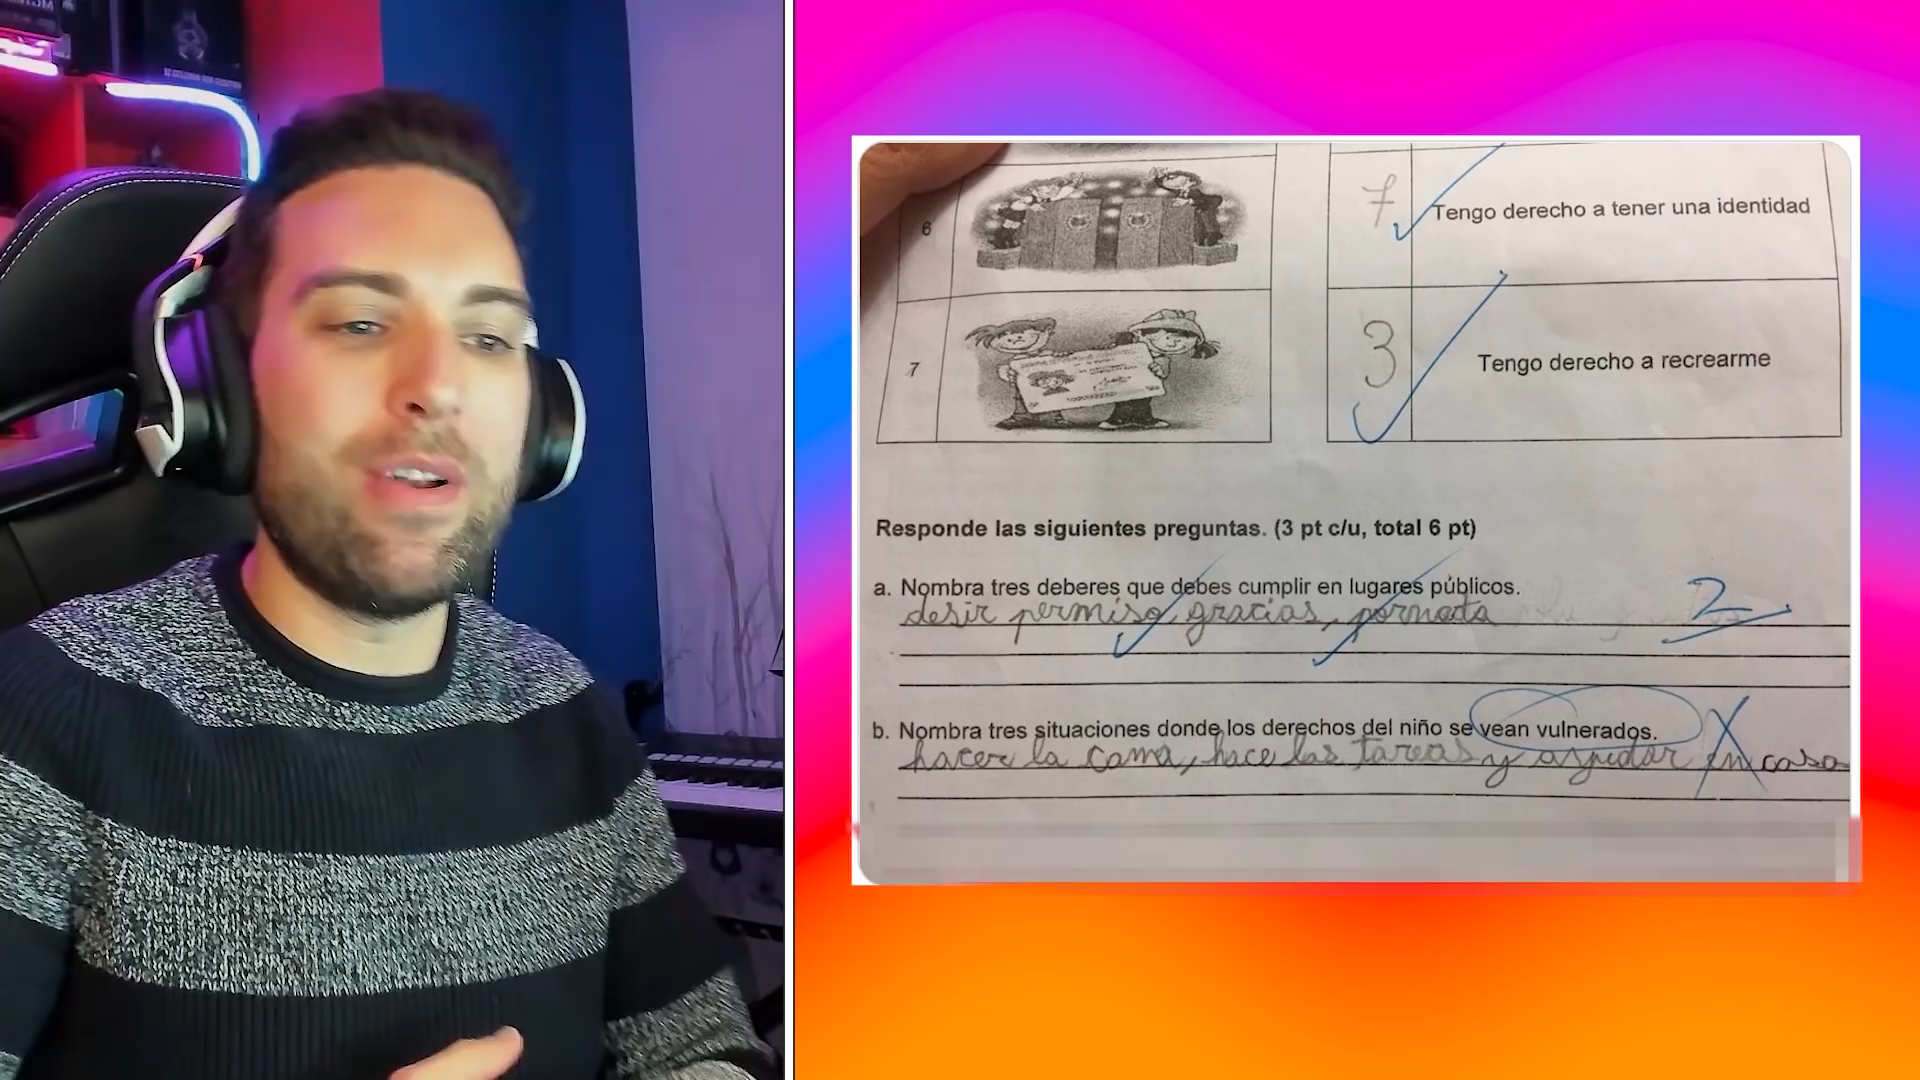 6
7
Tengo derecho a tener una identidad
7
3
Tengo derecho a recrearme
Responde las siguientes preguntas. (3 pt c/u, total 6 pt)
a. Nombra tres deberes que debes cumplir en lugares públicos.
desir permiso, gracias, pornada
2
b. Nombra tres situaciones donde los derechos del niño se vean vulnerados.
hacer la cama, hace las tareas y ayudar en casa